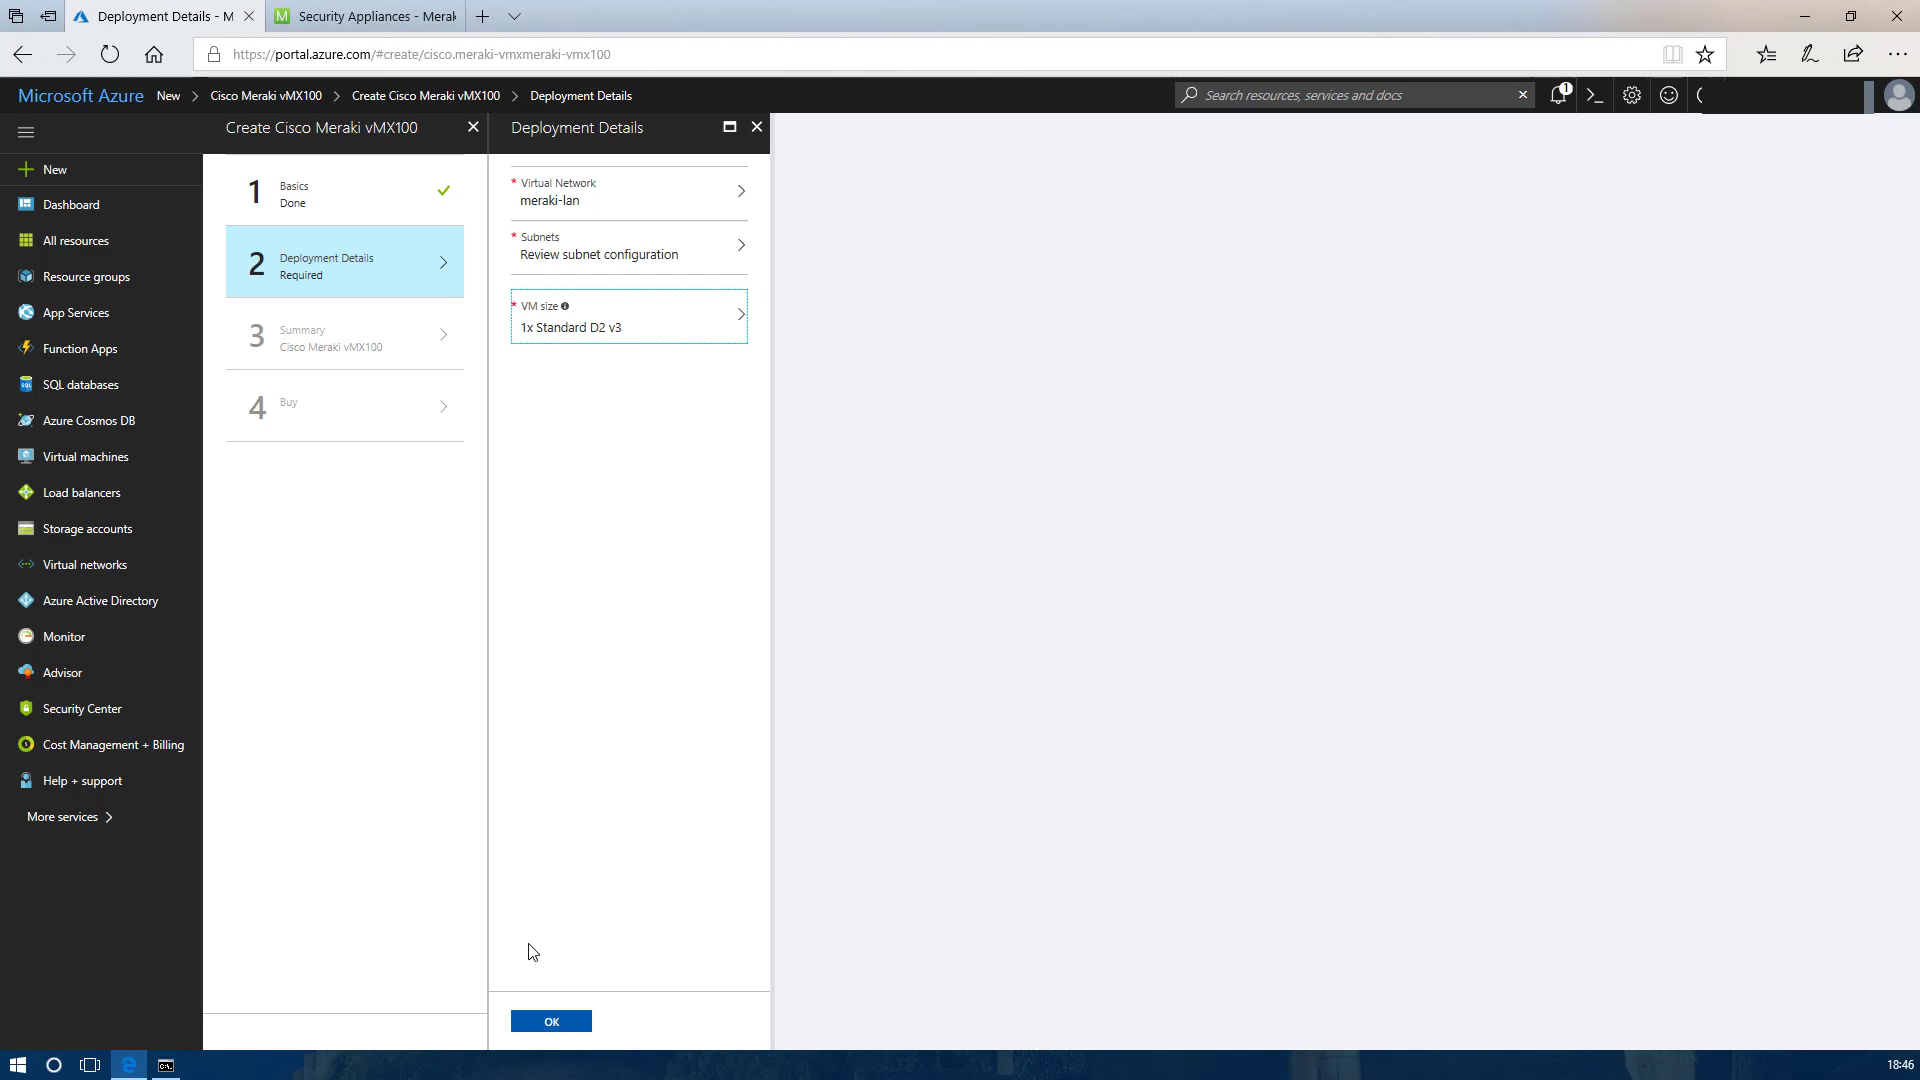 Deployment Details - M
Security Appliances - Merak
https://portal.azure.com/#create/cisco.meraki-vmxmeraki-vmx100
Microsoft Azure New > Cisco Meraki vMX100 > Create Cisco Meraki vMX100 > Deployment Details
Search resources, services and docs
1
Create Cisco Meraki vMX100
Deployment Details
New
Dashboard
All resources
Resource groups
App Services
Function Apps
SQL databases
Azure Cosmos DB
Virtual machines
Load balancers
Storage accounts
Virtual networks
Azure Active Directory
Monitor
Advisor
Security Center
Cost Management + Billing
Help + support
More services >
1 Basics
Done
2 Deployment Details
Required
3 Summary
Cisco Meraki vMX100
4 Buy
* Virtual Network
meraki-lan
* Subnets
Review subnet configuration
* VM size
1x Standard D2 v3
OK
18:46